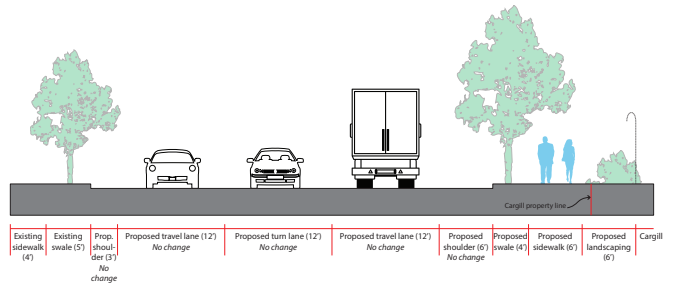 Cargill property line
Existing
sidewalk
(4')
Existing
swale (5')
Prop.
shoul-
der (3')
No
change
Proposed travel lane (12')
No change
Proposed turn lane (12')
No change
Proposed travel lane (12')
No change
Proposed
shoulder (6')
No change
Proposed
swale (4')
Proposed
sidewalk (6')
Proposed
landscaping
(6')
Cargill